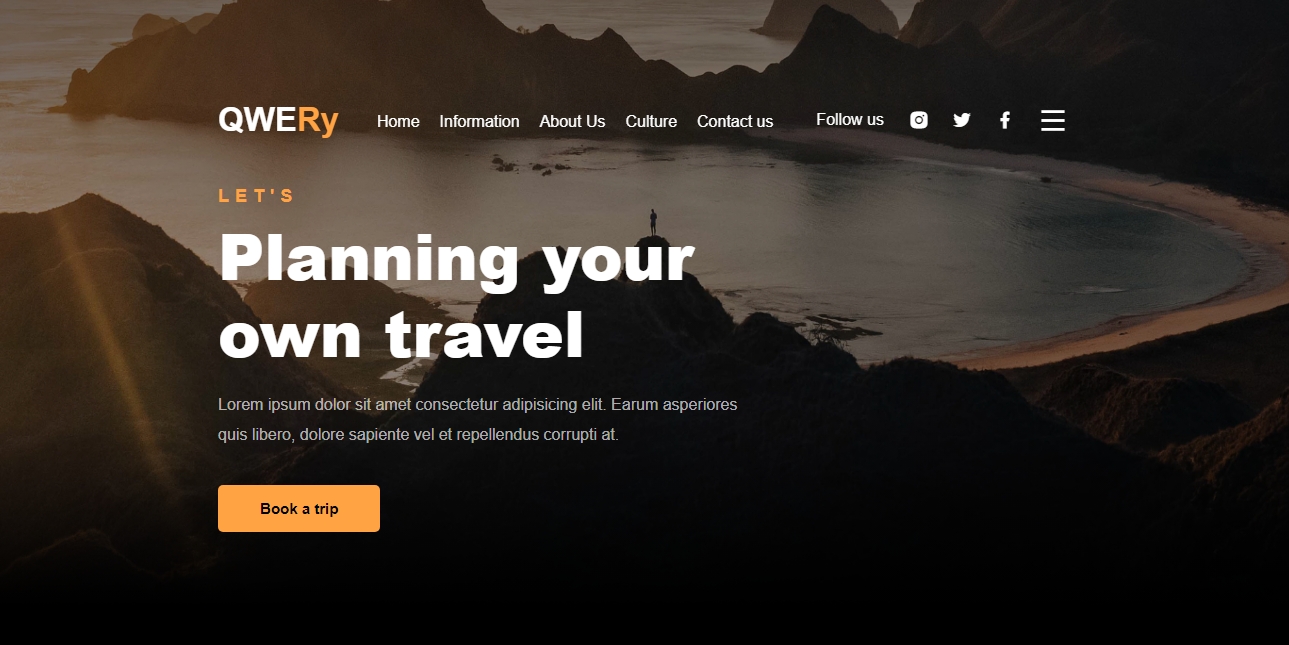 QWERy
Home Information About Us Culture Contact us Follow us
LET'S
Planning your
own travel
Lorem ipsum dolor sit amet consectetur adipisicing elit. Earum asperiores
quis libero, dolore sapiente vel et repellendus corrupti at.
Book a trip